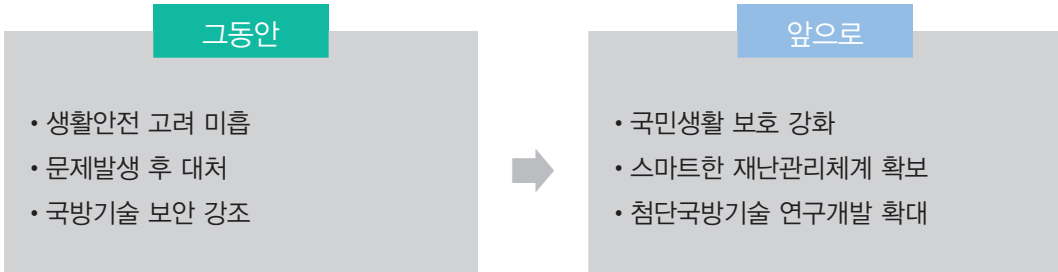 그동안
• 생활안전 고려 미흡
• 문제발생 후 대처
• 국방기술 보안 강조
앞으로
• 국민생활 보호 강화
• 스마트한 재난관리체계 확보
• 첨단국방기술 연구개발 확대